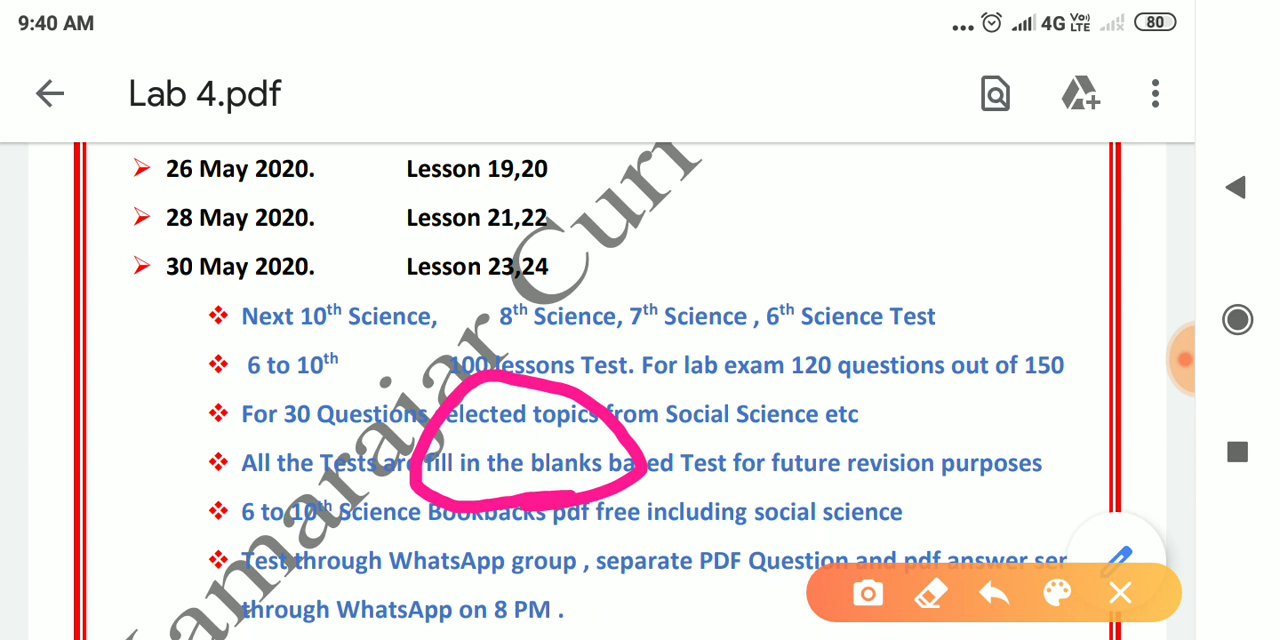 9:40 AM
4G Vo) LTE 80
Lab 4.pdf
26 May 2020. Lesson 19,20
28 May 2020. Lesson 21,22
30 May 2020. Lesson 23,24
Next 10th Science, 8th Science, 7th Science , 6th Science Test
6 to 10th 100 lessons Test. For lab exam 120 questions out of 150
For 30 Questions elected topics from Social Science etc
All the Tests are fill in the blanks based Test for future revision purposes
6 to 10th Science Bookbacks pdf free including social science
Test through WhatsApp group , separate PDF Question and pdf answer
through WhatsApp on 8 PM .
Kamarajar Curi